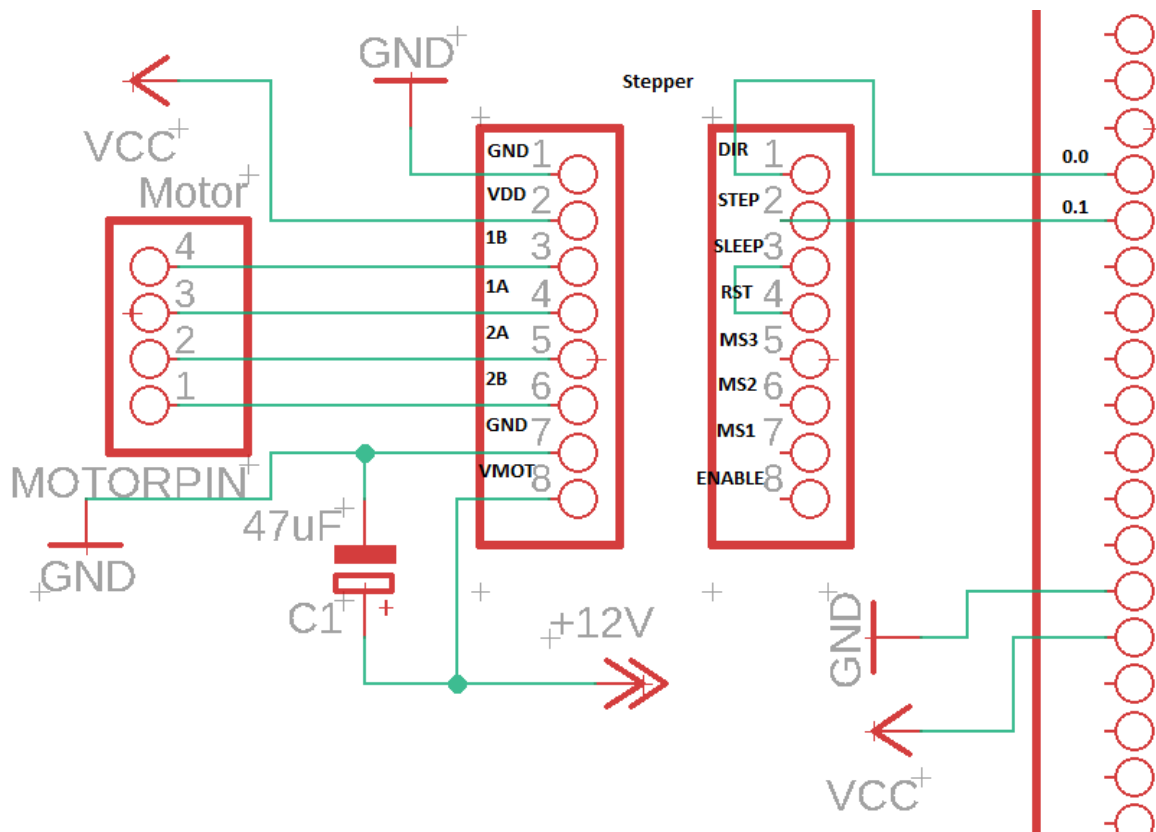 GND
Stepper
VCC
Motor
4
3
2
1
MOTORPIN
GND
47uF
C1
+
+12V
GND 1
VDD 2
1B 3
1A 4
2A 5
2B 6
GND 7
VMOT 8
DIR 1
STEP 2
SLEEP 3
RST 4
MS3 5
MS2 6
MS1 7
ENABLE 8
0.0
0.1
GND
VCC